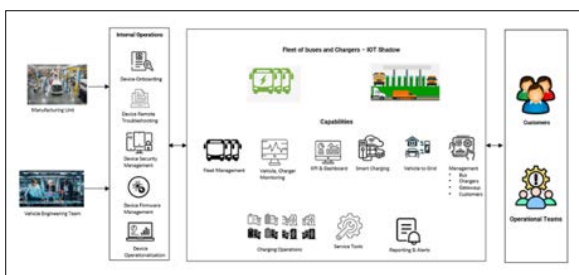 Internal Operations
Device Onboarding
Device Remote
Troubleshooting
Device Security
Management
Device Firmware
Management
Device
Operationalization
Manufacturing Unit
Vehicle Engineering Team
Fleet of buses and Chargers – IOT Shadow
Capabilities
Fleet Management
Vehicle, Charger
Monitoring
KPI & Dashboard
Smart Charging
Vehicle to Grid
Management
• Bus
• Chargers
• Gateways
• Customers
Charging Operations
Service Tools
Reporting & Alerts
Customers
Operational Teams